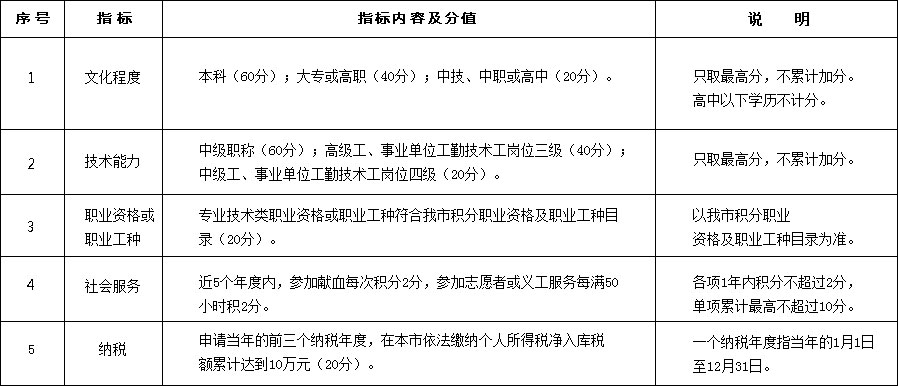 序号 指标 指标内容及分值 说 明
1 文化程度 本科（60分）；大专或高职（40分）；中技、中职或高中（20分）。 只取最高分，不累计加分。
高中以下学历不计分。
2 技术能力 中级职称（60分）；高级工、事业单位工勤技术工岗位三级（40分）；
中级工、事业单位工勤技术工岗位四级（20分）。 只取最高分，不累计加分。
3 职业资格或
职业工种 专业技术类职业资格或职业工种符合我市积分职业资格及职业工种目
录（20分）。 以我市积分职业
资格及职业工种目录为准。
4 社会服务 近5个年度内，参加献血每次积分2分，参加志愿者或义工服务每满50
小时积2分。 各项1年内积分不超过2分，
单项累计最高不超过10分。
5 纳税 申请当年的前三个纳税年度，在本市依法缴纳个人所得税净入库税
额累计达到10万元（20分）。 一个纳税年度指当年的1月1日
至12月31日。